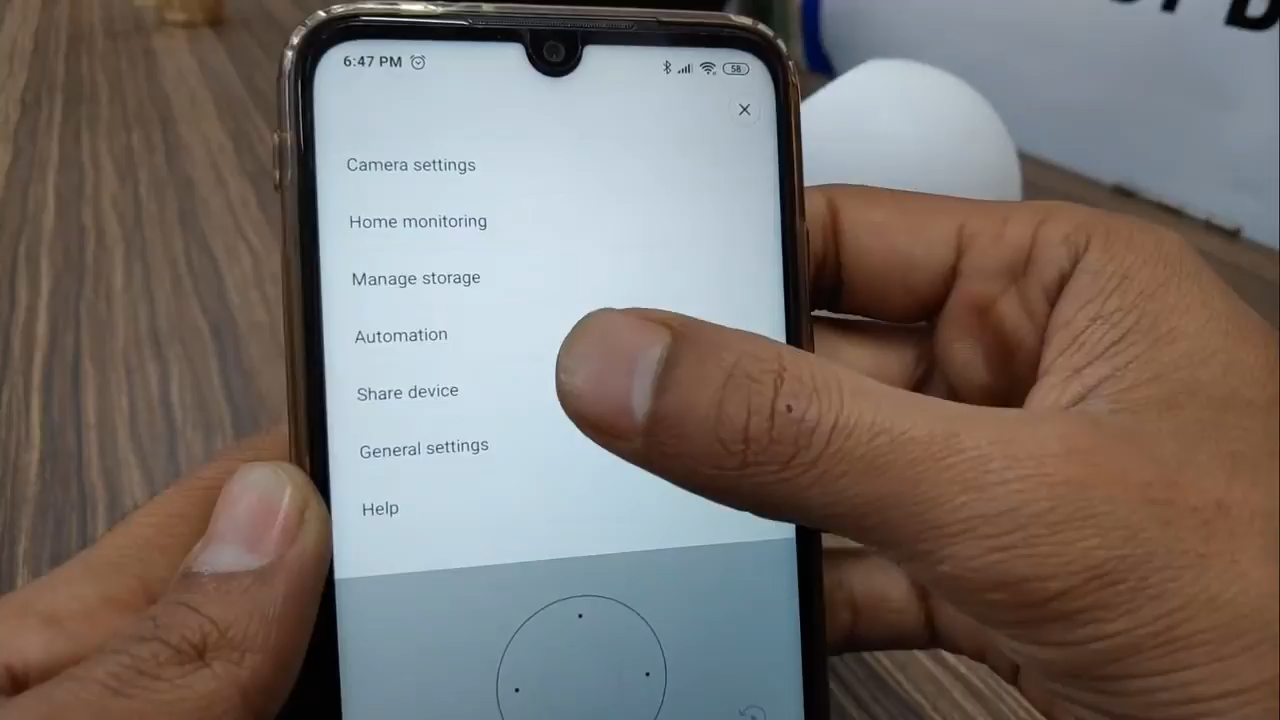 6:47 PM
58
Camera settings
Home monitoring
Manage storage
Automation
Share device
General settings
Help